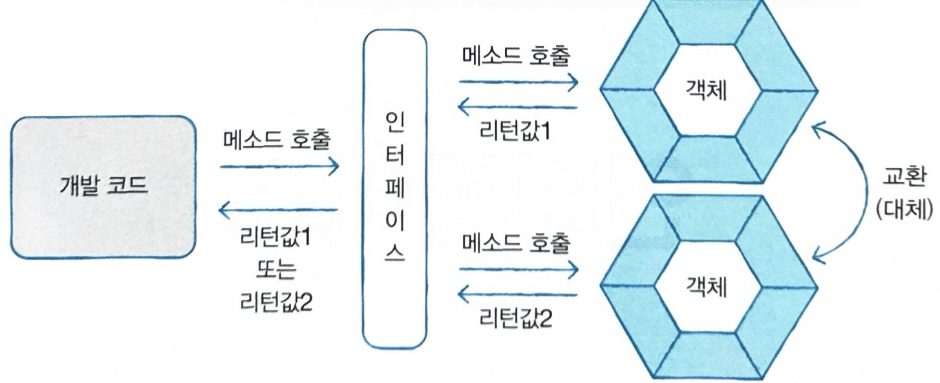 개발 코드
메소드 호출
리턴값1
또는
리턴값2
인
터
페
이
스
메소드 호출
리턴값1
객체
메소드 호출
리턴값2
객체
교환
(대체)